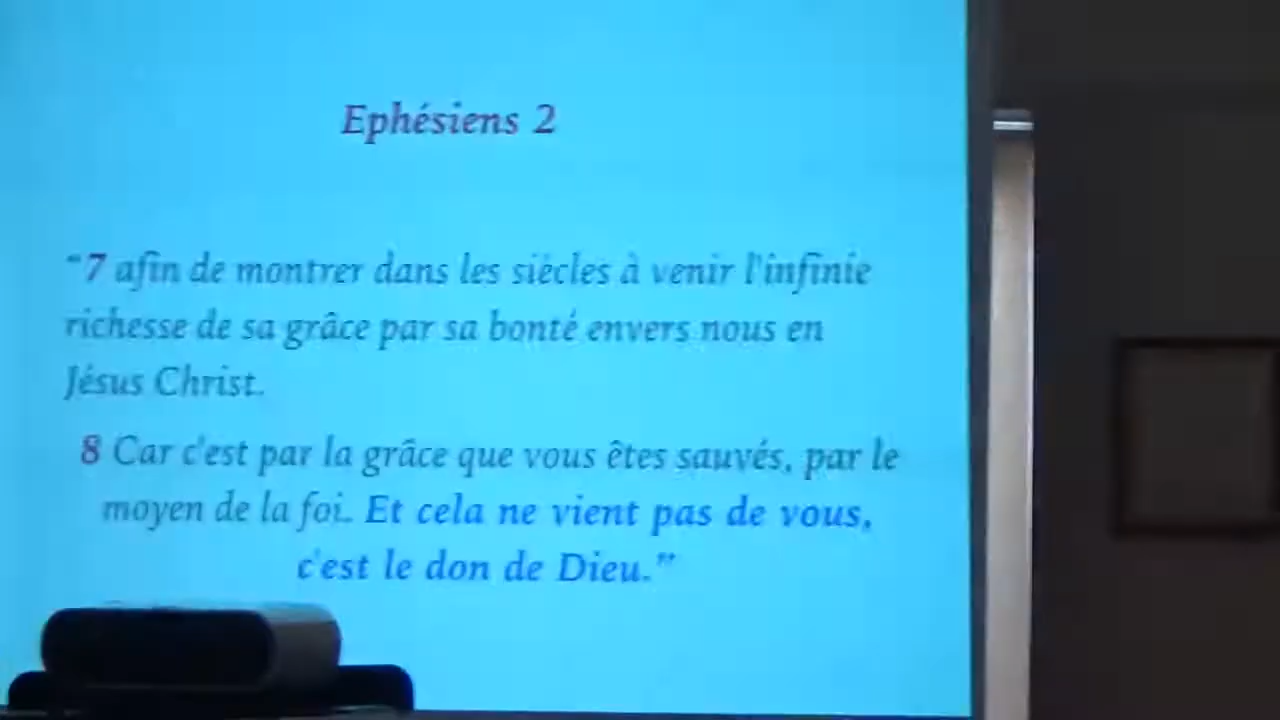 Ephésiens 2
“7 afin de montrer dans les siècles à venir l'infinie
richesse de sa grâce par sa bonté envers nous en
Jésus Christ.
8 Car c'est par la grâce que vous êtes sauvés, par le
moyen de la foi. Et cela ne vient pas de vous,
c'est le don de Dieu.”